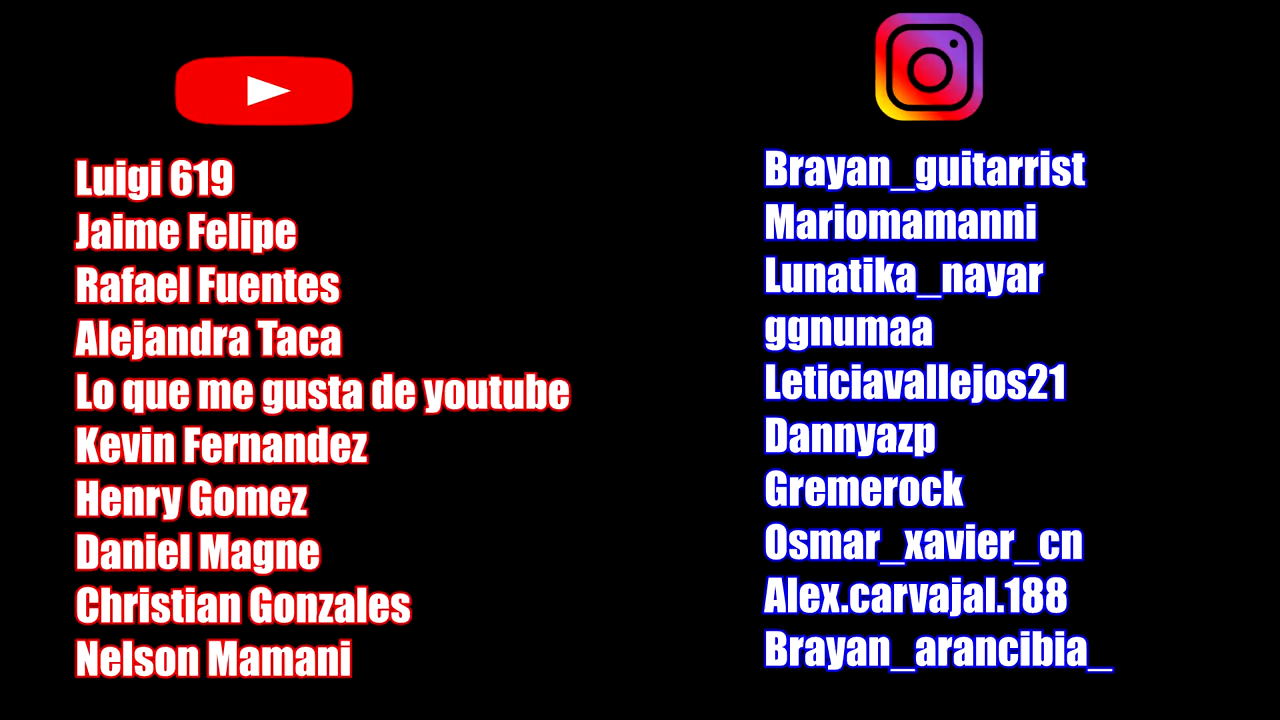 Luigi 619
Jaime Felipe
Rafael Fuentes
Alejandra Taca
Lo que me gusta de youtube
Kevin Fernandez
Henry Gomez
Daniel Magne
Christian Gonzales
Nelson Mamani
Brayan_guitarrist
Mariomamanni
Lunatika_nayar
ggnumaa
Leticiavallejos21
Dannyazp
Gremerock
Osmar_xavier_cn
Alex.carvajal.188
Brayan_arancibia_